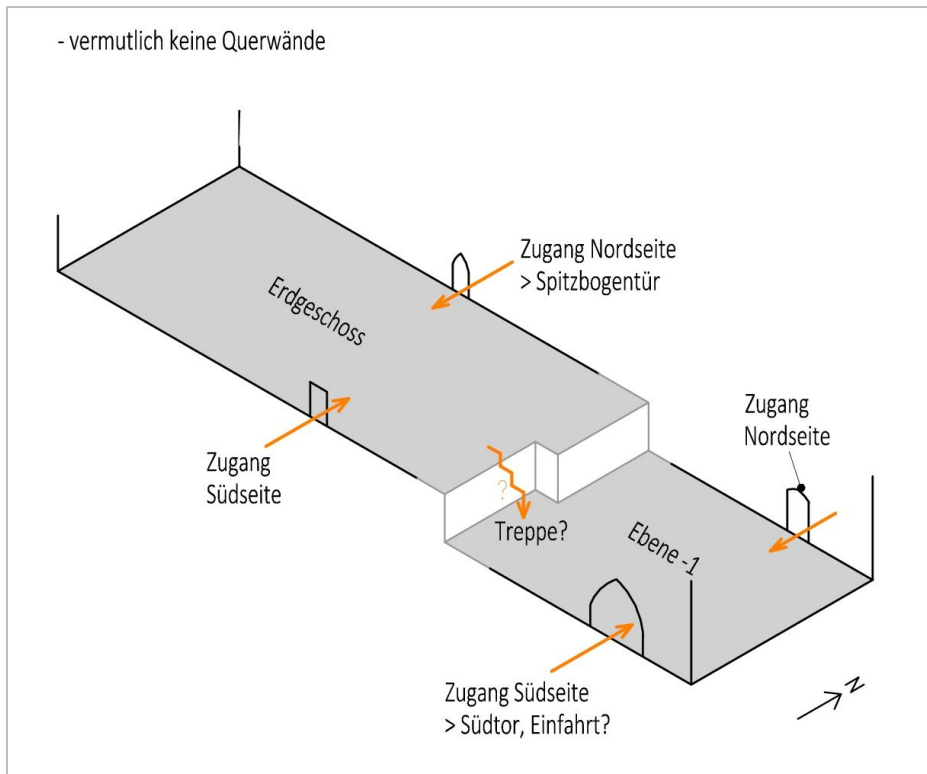 - vermutlich keine Querwände
Zugang Nordseite
> Spitzbogentür
Erdgeschoss
Zugang
Nordseite
Zugang
Südseite
?
Treppe?
Ebene -1
Zugang Südseite
> Südtor, Einfahrt?
N